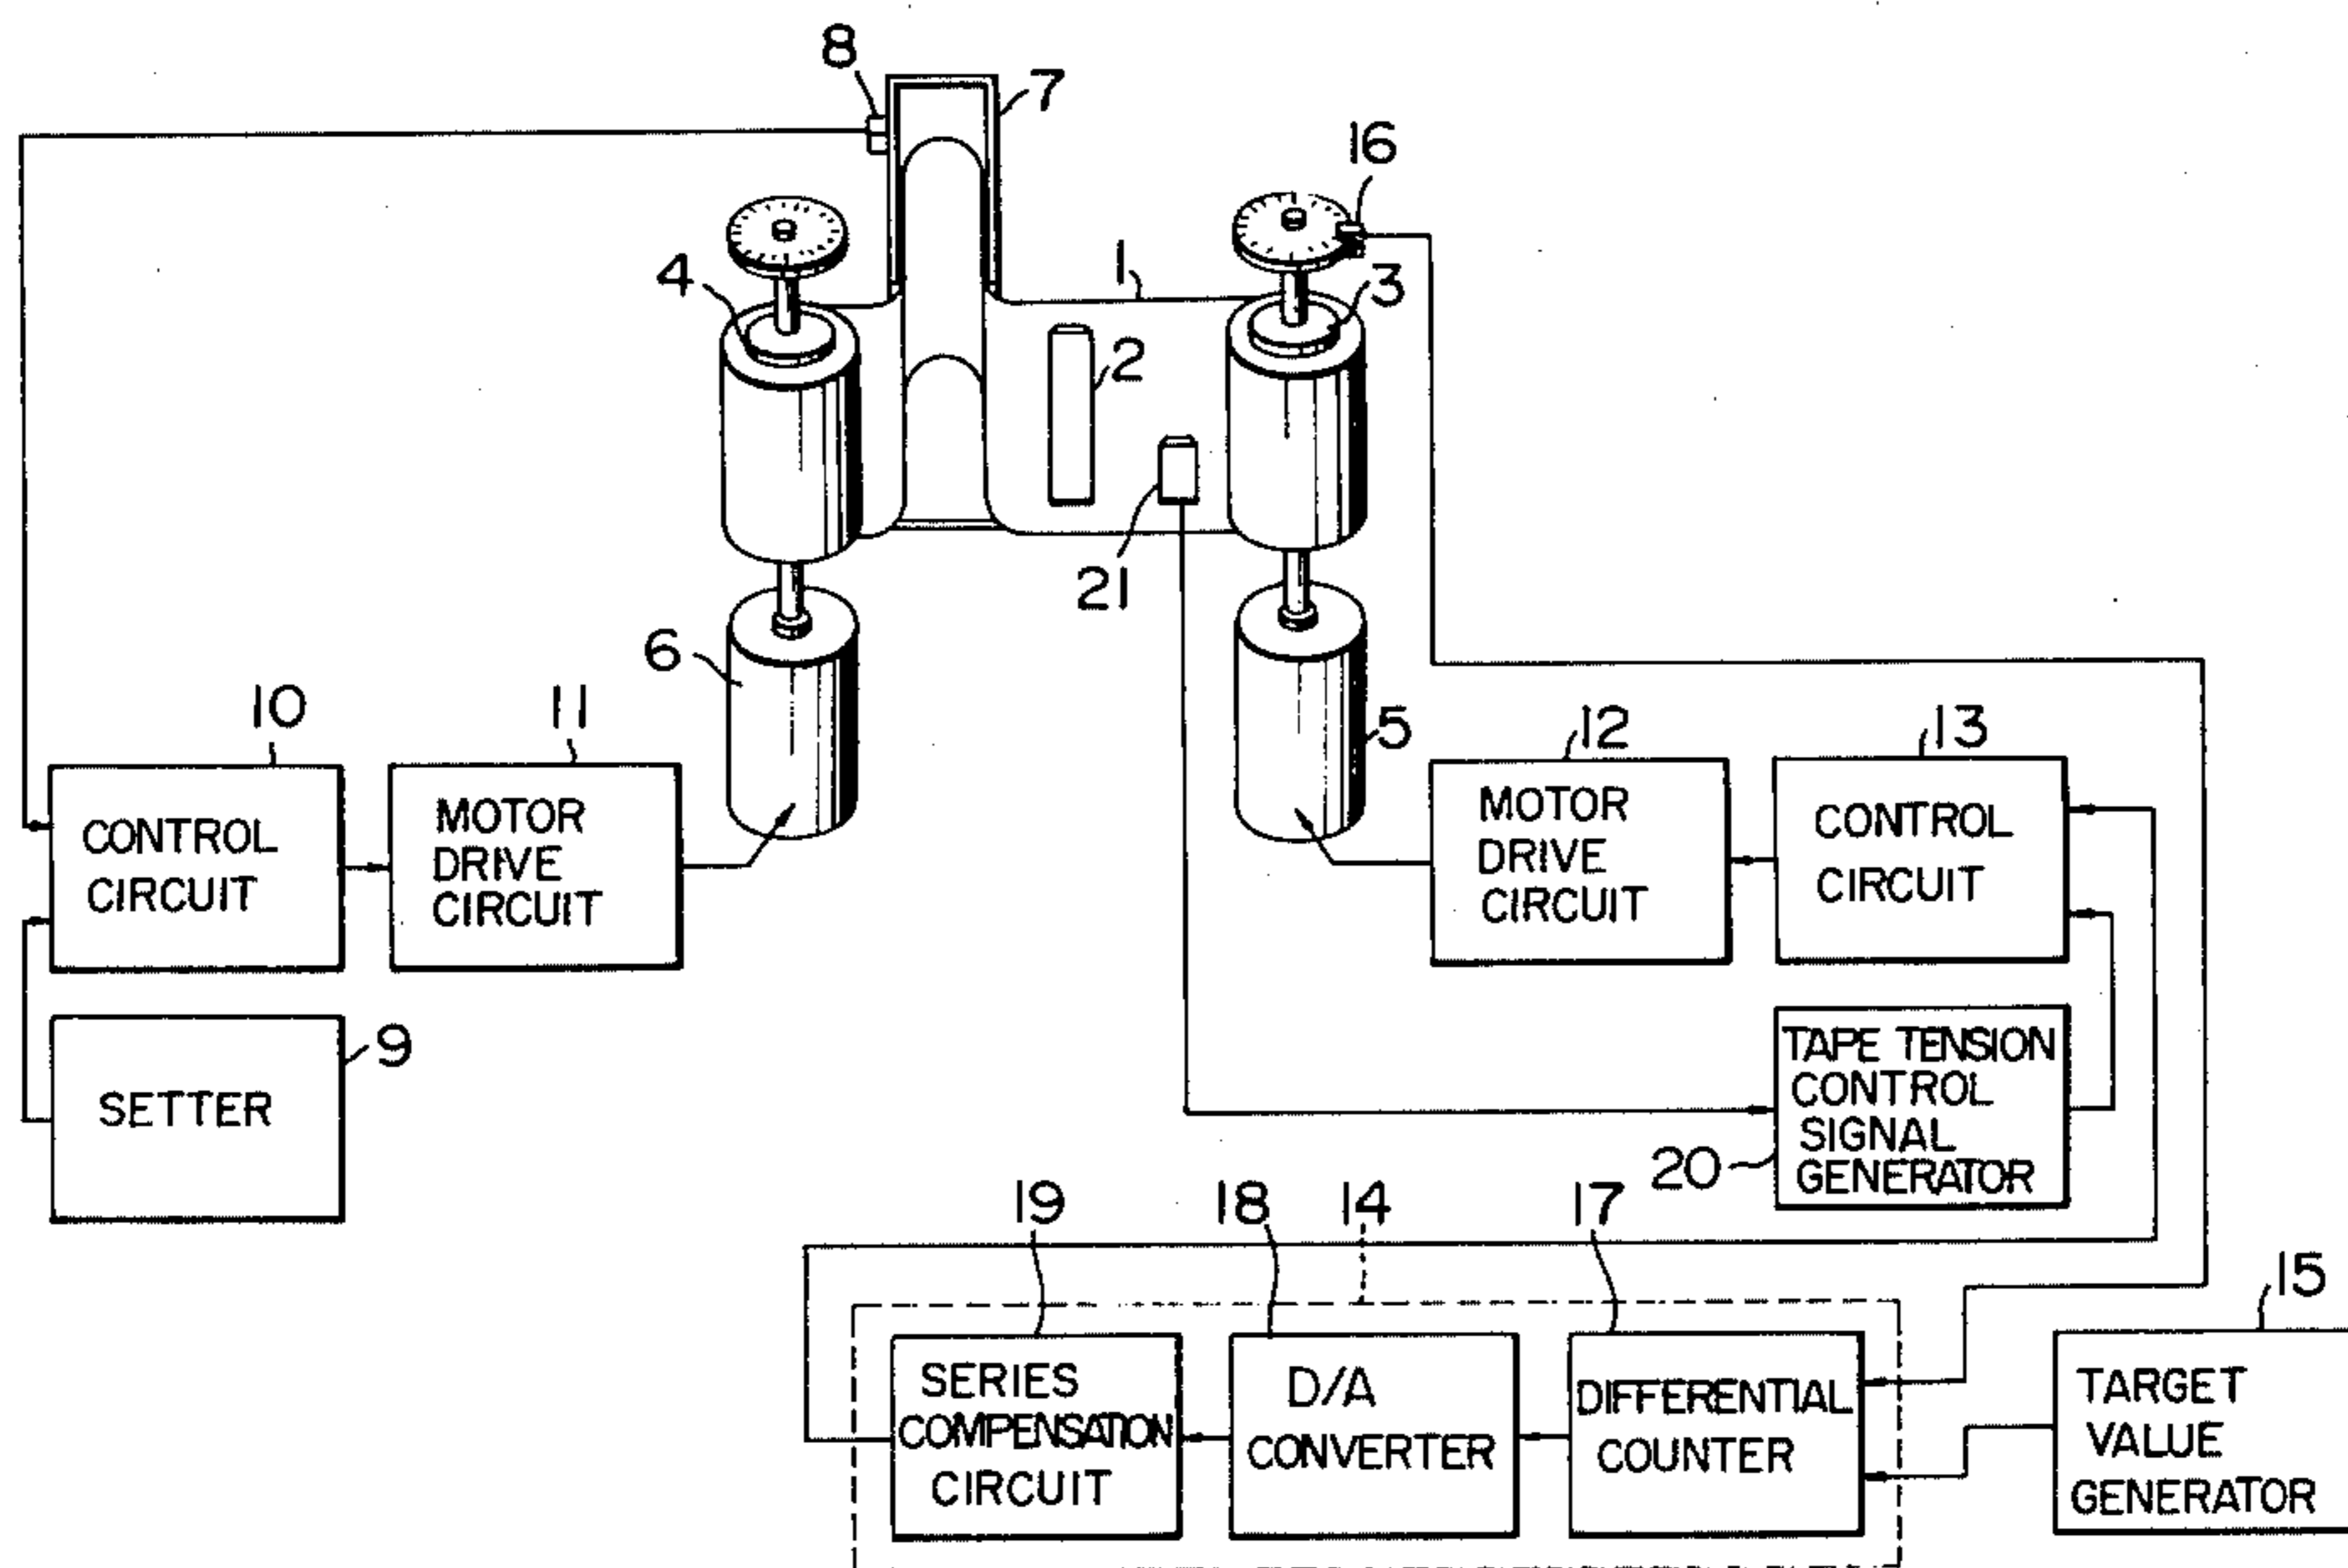 8
7
16
4
1
3
2
21
6
5
10
11
12
13
CONTROL
CIRCUIT
MOTOR
DRIVE
CIRCUIT
MOTOR
DRIVE
CIRCUIT
CONTROL
CIRCUIT
9
SETTER
TAPE TENSION
CONTROL
SIGNAL
GENERATOR
20
19
18
14
17
15
SERIES
COMPENSATION
CIRCUIT
D/A
CONVERTER
DIFFERENTIAL
COUNTER
TARGET
VALUE
GENERATOR